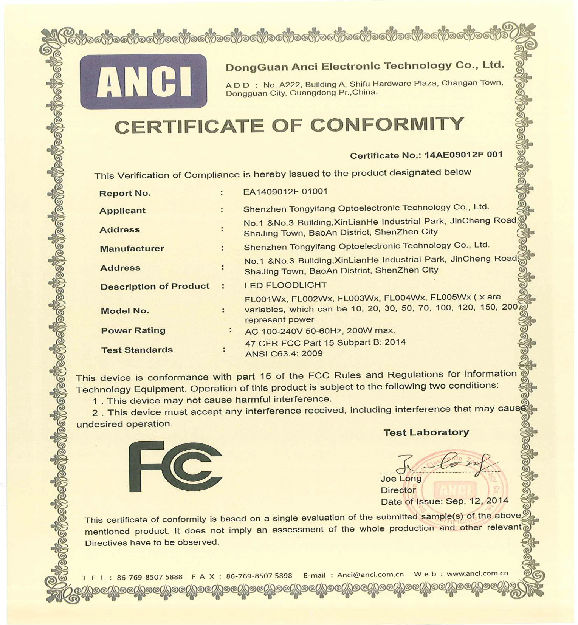 ANCI
DongGuan Anci Electronic Technology Co., Ltd.
ADD : No. A222, Building A, Shifu Hardware Plaza, Changan Town,
Dongguan City, Guangdong Pr.,China.
CERTIFICATE OF CONFORMITY
Certificate No.: 14AE09012F 001
This Verification of Compliance is hereby issued to the product designated below
Report No. : EA1409012F 01001
Applicant : Shenzhen Tongyifang Optoelectronic Technology Co., Ltd.
Address : No.1 &No.3 Building,XinLianHe Industrial Park, JinCheng Road,
ShaJing Town, BaoAn District, ShenZhen City
Manufacturer : Shenzhen Tongyifang Optoelectronic Technology Co., Ltd.
Address : No.1 &No.3 Building,XinLianHe Industrial Park, JinCheng Road,
ShaJing Town, BaoAn District, ShenZhen City
Description of Product : LED FLOODLIGHT
Model No. : FL001Wx, FL002Wx, FL003Wx, FL004Wx, FL005Wx ( x are
variables, which can be 10, 20, 30, 50, 70, 100, 120, 150, 200
represent power
Power Rating : AC 100-240V 50-60Hz, 200W max.
Test Standards : 47 CFR FCC Part 15 Subpart B: 2014
ANSI C63.4: 2009
This device is conformance with part 15 of the FCC Rules and Regulations for Information
Technology Equipment. Operation of this product is subject to the following two conditions:
1 . This device may not cause harmful interference.
2 . This device must accept any interference received, including interference that may cause
undesired operation.
Test Laboratory
FCC
Joe Long
Director
ANCI
Date of Issue: Sep. 12, 2014
This certificate of conformity is based on a single evaluation of the submitted sample(s) of the above
mentioned product. It does not imply an assessment of the whole production and other relevant
Directives have to be observed.
TEL : 86-769-8507 5888 FAX : 86-769-8507 5898 E-mail : Anci@anci.com.cn Web : www.anci.com.cn